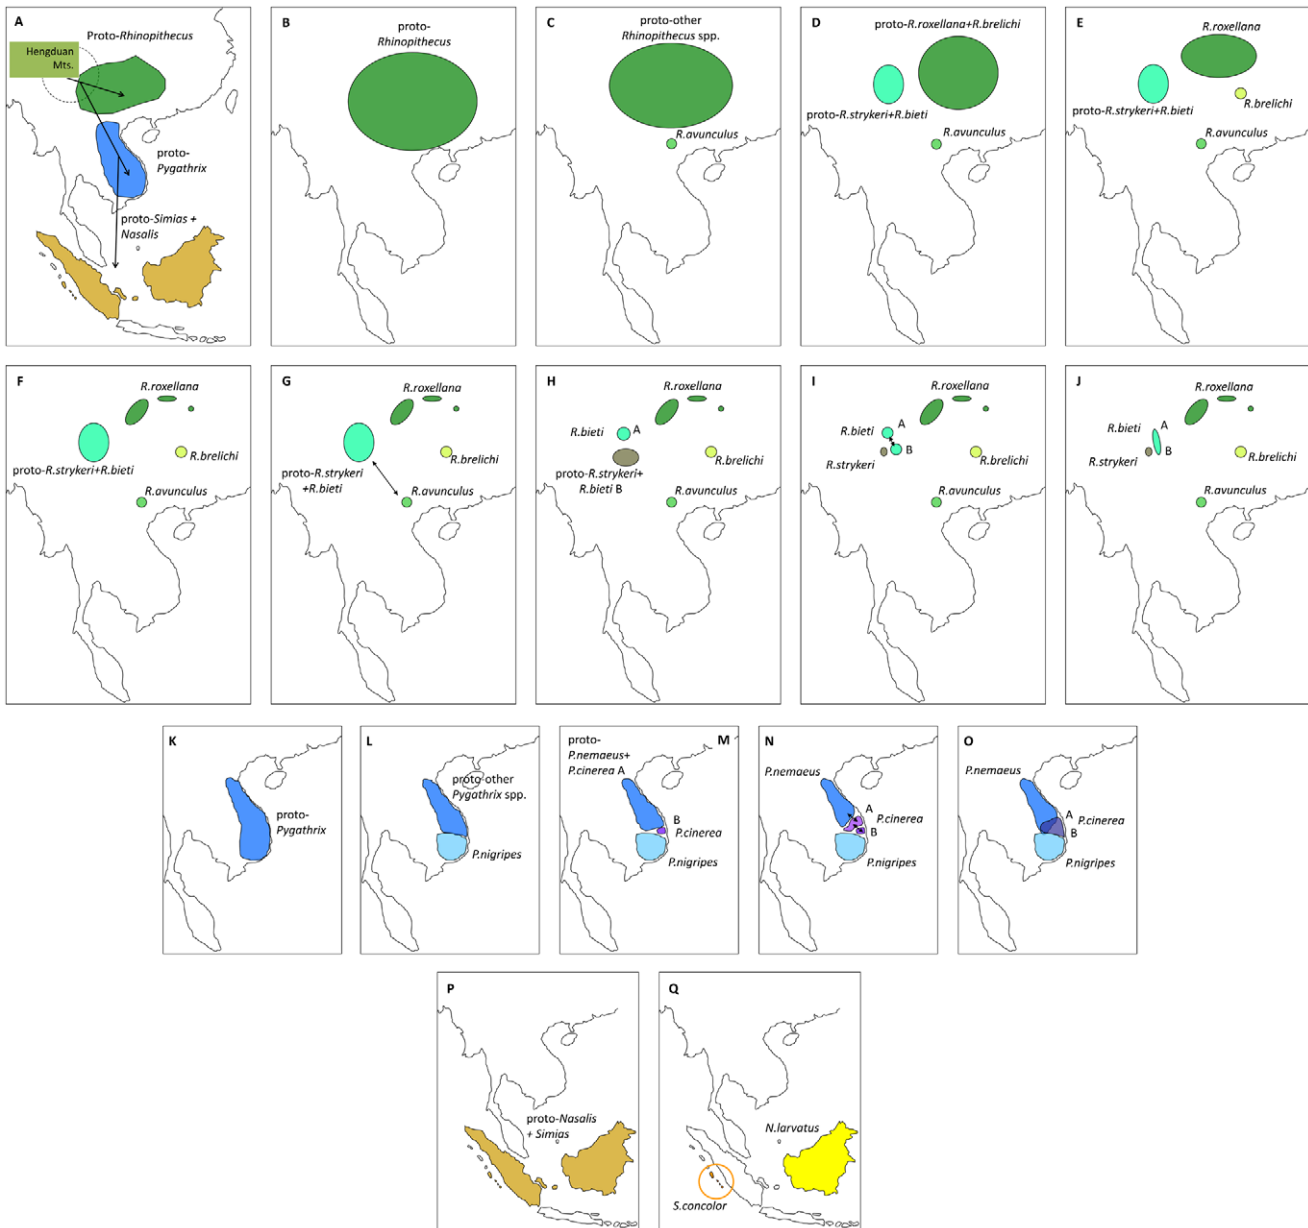 A
Proto-Rhinopithecus
Hengduan
Mts.
proto-
Pygathrix
proto-Simias +
Nasalis
B
proto-
Rhinopithecus
C
proto-other
Rhinopithecus spp.
R.avunculus
D
proto-R.roxellana+R.brelichi
proto-R.strykeri+R.bieti
R.avunculus
E
R.roxellana
R.brelichi
proto-R.strykeri+R.bieti
R.avunculus
F
R.roxellana
proto-R.strykeri+R.bieti
R.brelichi
R.avunculus
G
R.roxellana
R.brelichi
proto-R.strykeri
+R.bieti
R.avunculus
H
R.roxellana
R.bieti
A
R.brelichi
proto-R.strykeri+
R.bieti B
R.avunculus
I
R.roxellana
A
R.bieti
B
R.strykeri
R.brelichi
R.avunculus
J
R.roxellana
A
R.bieti
R.strykeri
B
R.brelichi
R.avunculus
K
proto-
Pygathrix
L
proto-other
Pygathrix spp.
P.nigripes
proto-
M
P.nemaeus+
P.cinerea A
B
P.cinerea
P.nigripes
N
P.nemaeus
A
P.cinerea
B
P.nigripes
O
P.nemaeus
A
P.cinerea
B
P.nigripes
P
proto-Nasalis
+ Simias
Q
N.larvatus
S.concolor